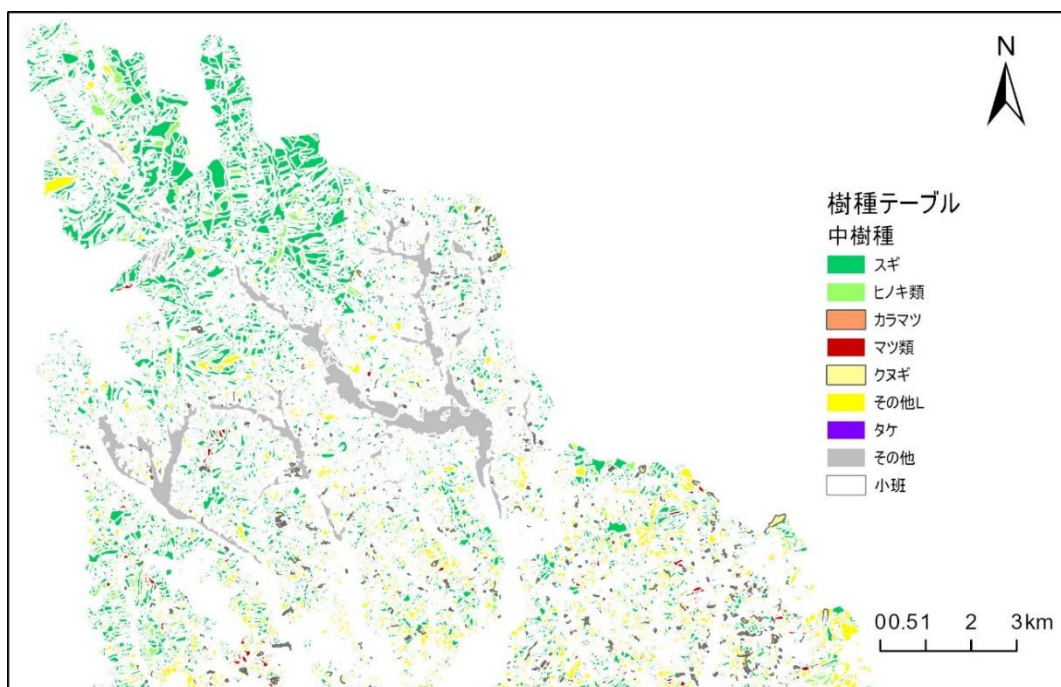 N
樹種テーブル
中樹種
スギ
ヒノキ類
カラマツ
マツ類
クヌギ
その他L
タケ
その他
小班
00.51 2 3km